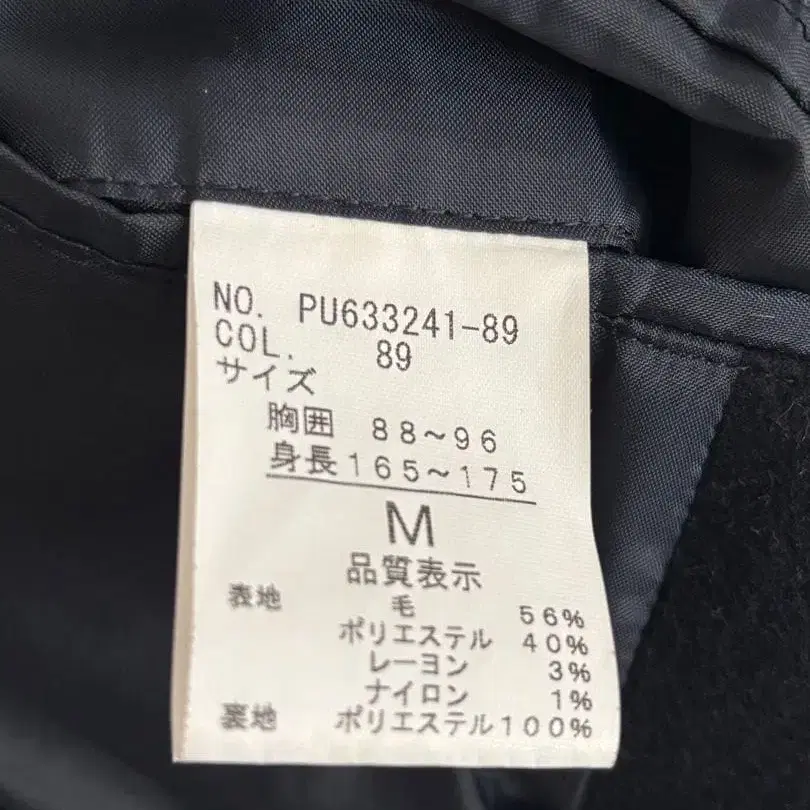 NO. PU633241-89
COL. 89
サイズ
胸囲 88~96
身長165~175
M
品質表示
表地 毛 56%
ポリエステル 40%
レーヨン 3%
ナイロン 1%
裏地 ポリエステル100%